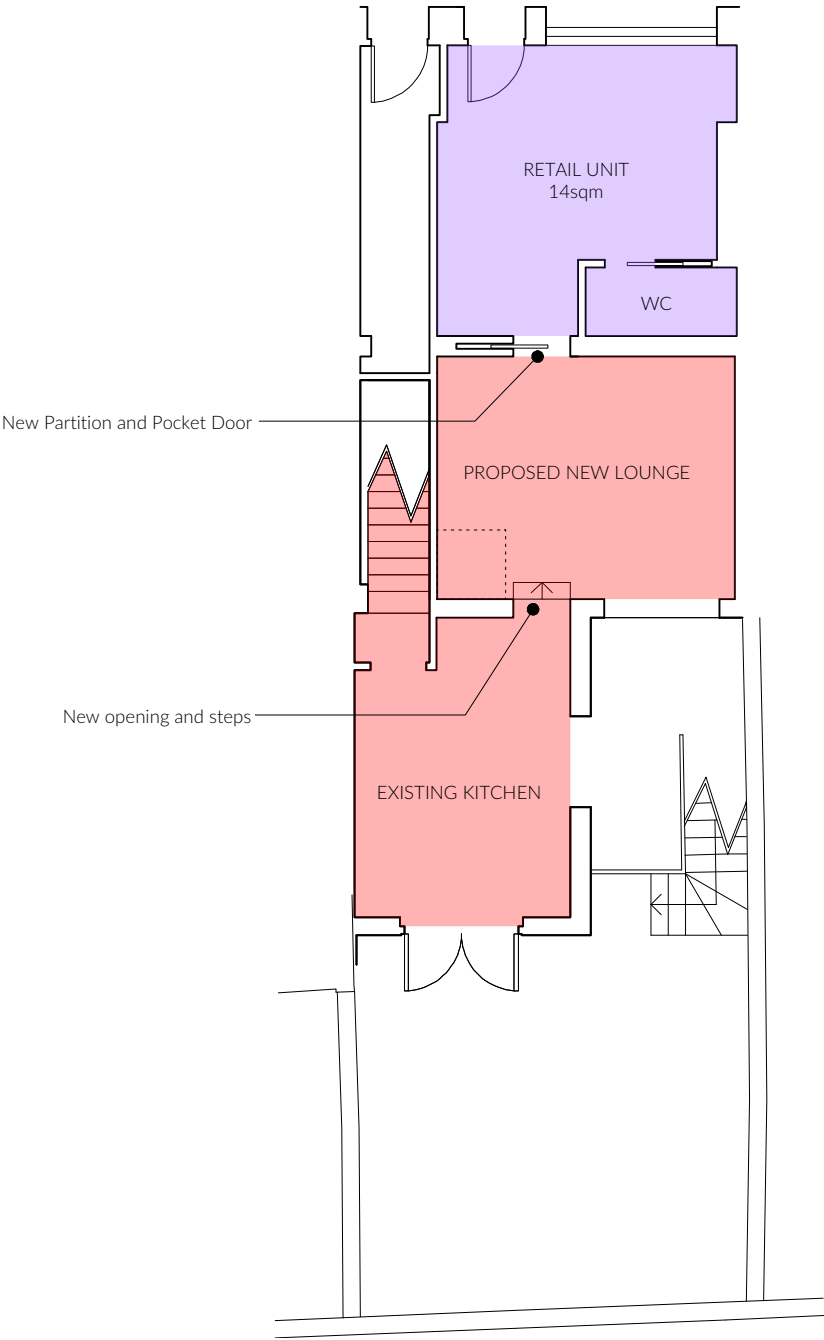 RETAIL UNIT
14sqm
WC
New Partition and Pocket Door
PROPOSED NEW LOUNGE
New opening and steps
EXISTING KITCHEN